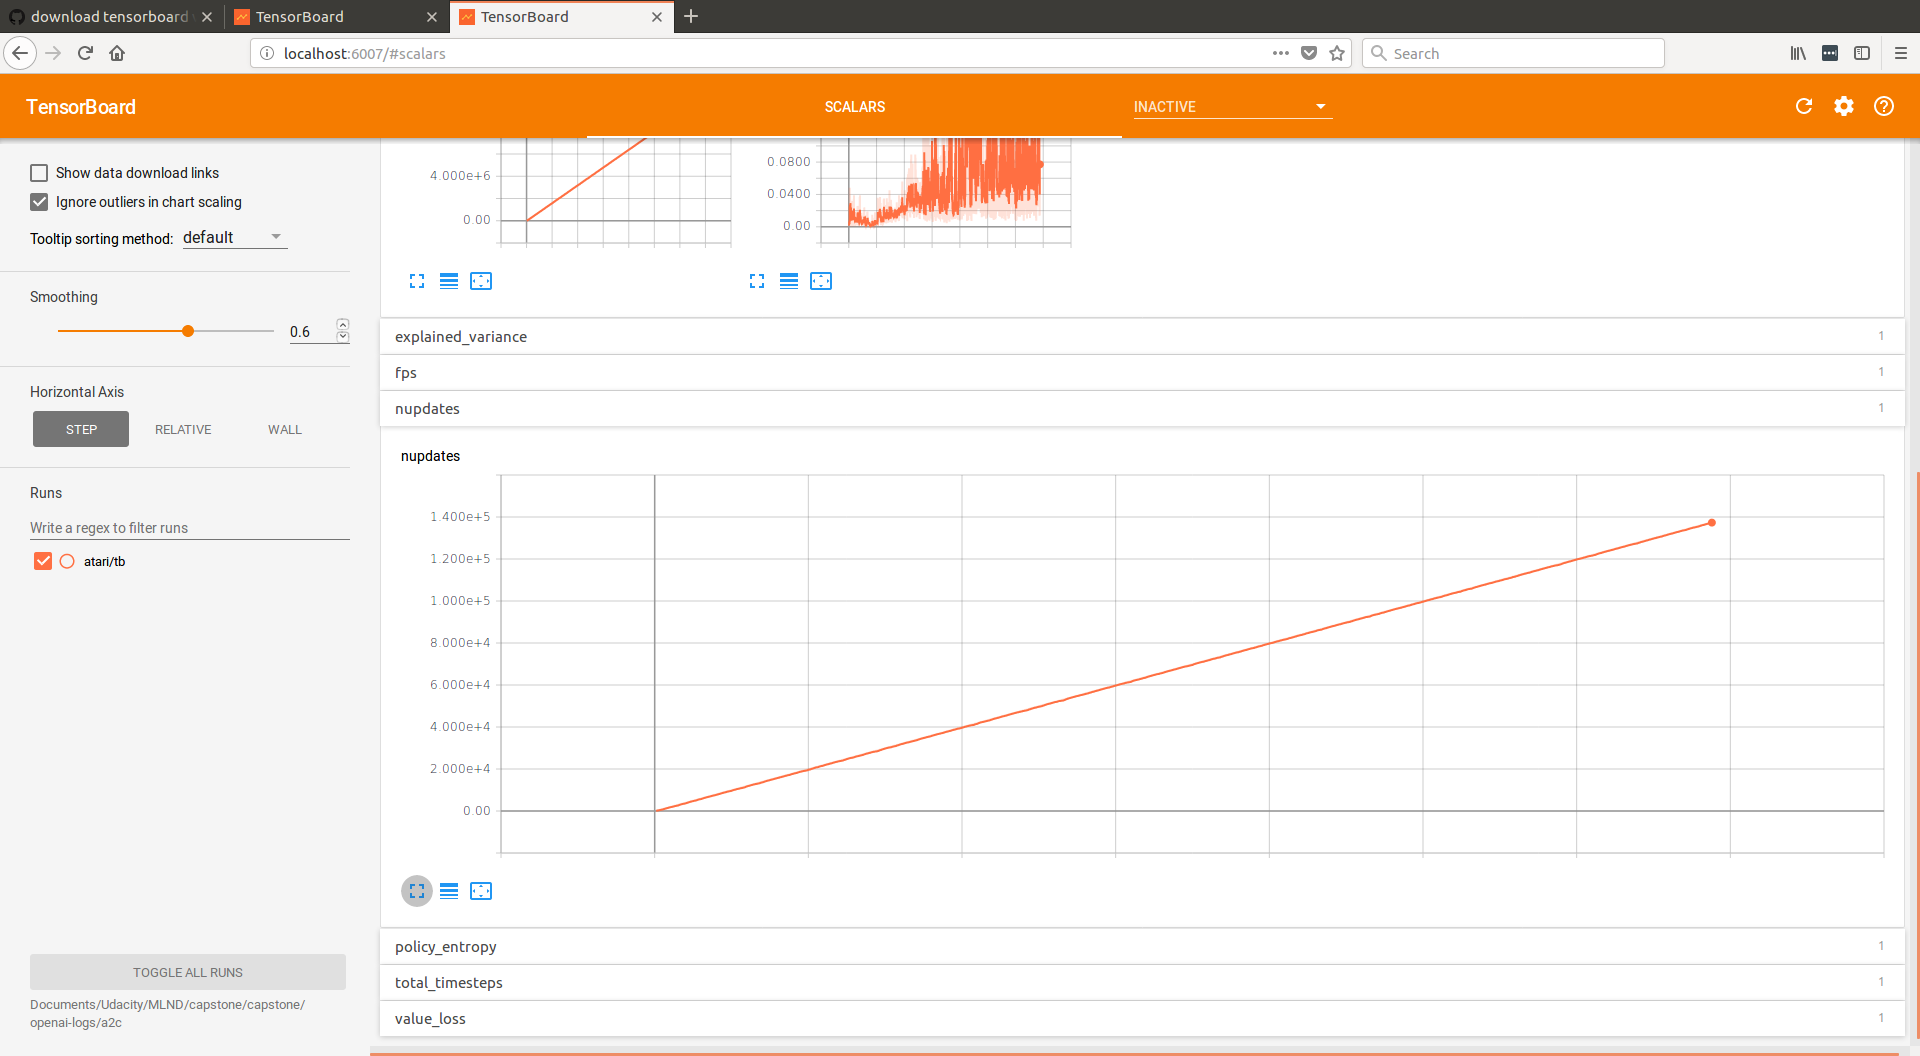 download tensorboard
TensorBoard
TensorBoard
localhost:6007/#scalars
Search
TensorBoard
SCALARS
INACTIVE
Show data download links
Ignore outliers in chart scaling
Tooltip sorting method: default
Smoothing
0.6
Horizontal Axis
STEP
RELATIVE
WALL
Runs
Write a regex to filter runs
atari/tb
TOGGLE ALL RUNS
Documents/Udacity/MLND/capstone/capstone/
openai-logs/a2c
4.000e+6
0.00
0.0800
0.0400
0.00
explained_variance 1
fps 1
nupdates 1
nupdates
1.400e+5
1.200e+5
1.000e+5
8.000e+4
6.000e+4
4.000e+4
2.000e+4
0.00
policy_entropy 1
total_timesteps 1
value_loss 1